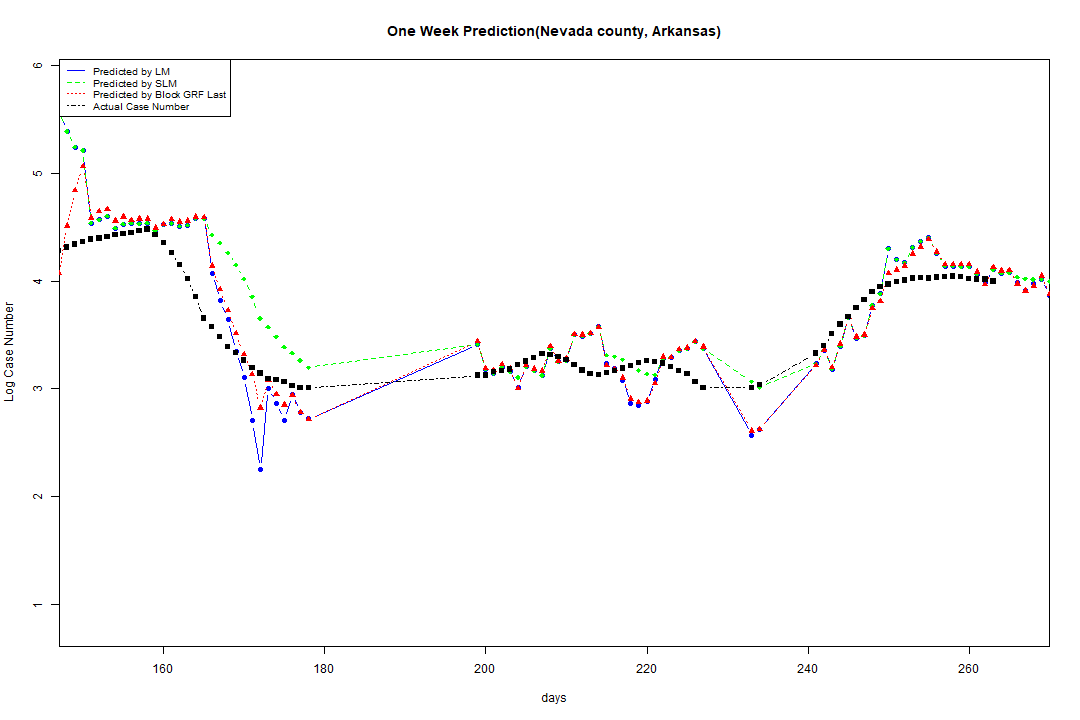 One Week Prediction(Nevada county, Arkansas)
Predicted by LM
Predicted by SLM
Predicted by Block GRF Last
Actual Case Number
6
5
4
3
2
1
Log Case Number
160 180 200 220 240 260
days